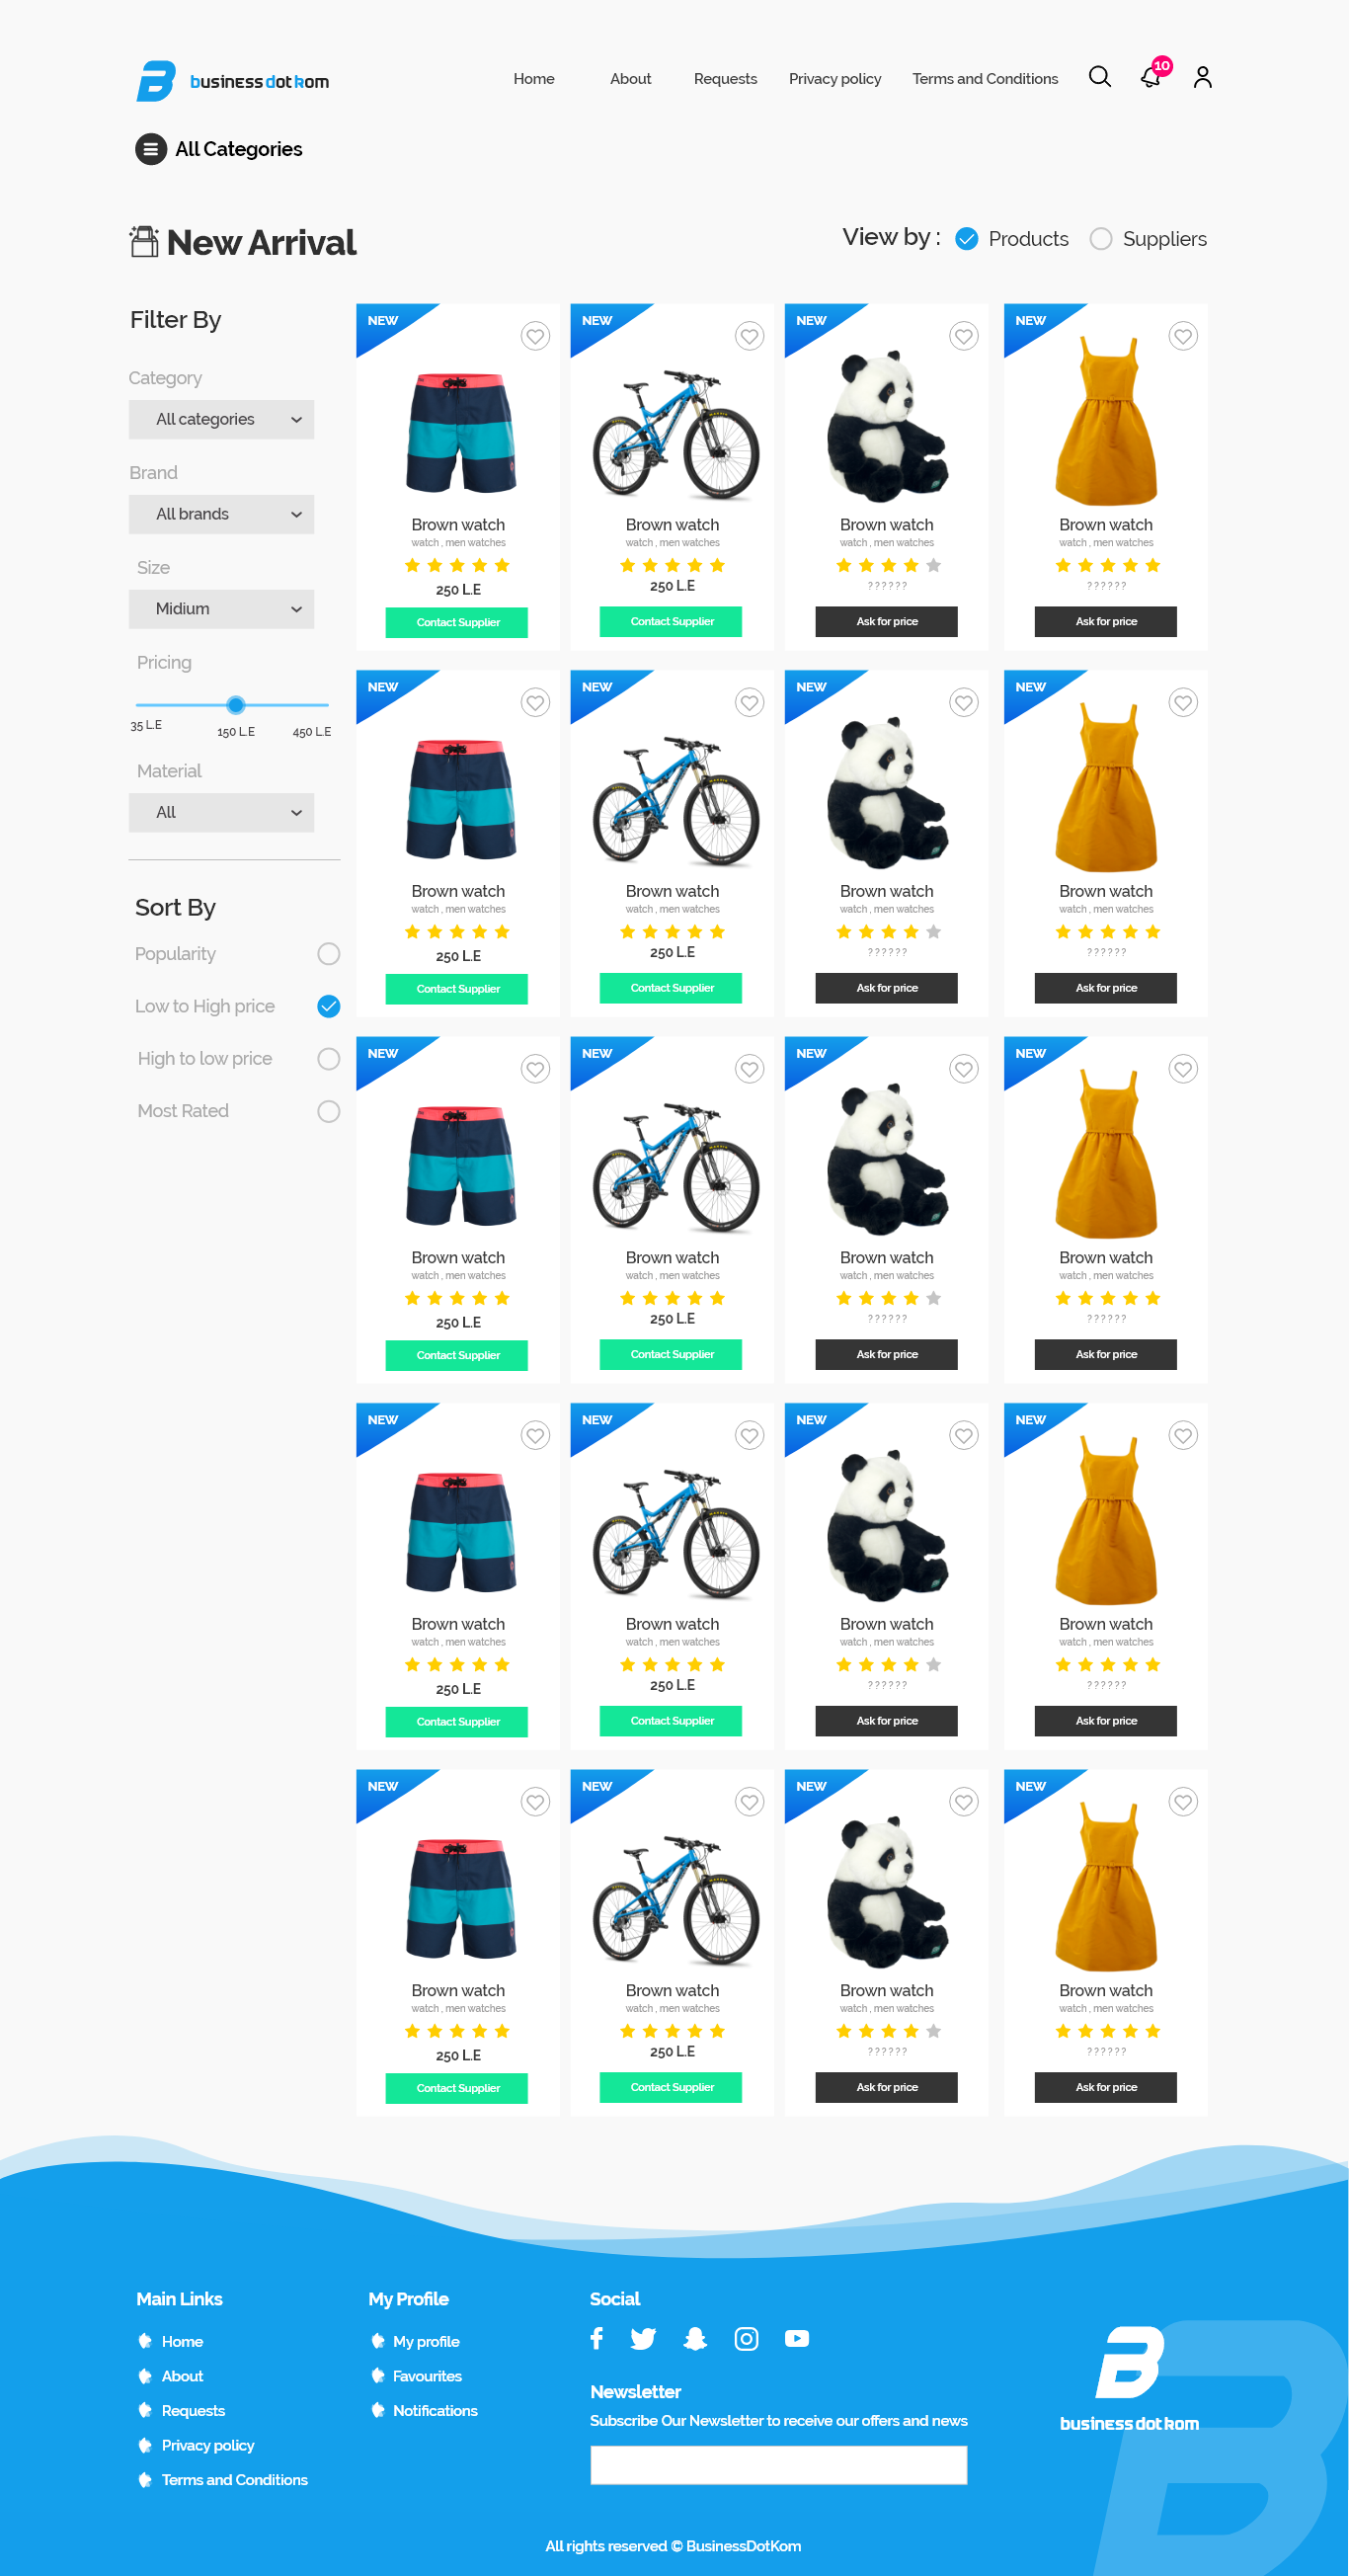 business dot kom
Home About Requests Privacy policy Terms and Conditions 10
All Categories
New Arrival
View by : Products Suppliers
Filter By
Category
All categories
Brand
All brands
Size
Midium
Pricing
35 L.E 150 L.E 450 L.E
Material
All
Sort By
Popularity
Low to High price
High to low price
Most Rated
NEW NEW NEW NEW
Brown watch Brown watch Brown watch Brown watch
watch , men watches watch , men watches watch , men watches watch , men watches
250 L.E 250 L.E ?????? ??????
Contact Supplier Contact Supplier Ask for price Ask for price
NEW NEW NEW NEW
Brown watch Brown watch Brown watch Brown watch
watch , men watches watch , men watches watch , men watches watch , men watches
250 L.E 250 L.E ?????? ??????
Contact Supplier Contact Supplier Ask for price Ask for price
NEW NEW NEW NEW
Brown watch Brown watch Brown watch Brown watch
watch , men watches watch , men watches watch , men watches watch , men watches
250 L.E 250 L.E ?????? ??????
Contact Supplier Contact Supplier Ask for price Ask for price
NEW NEW NEW NEW
Brown watch Brown watch Brown watch Brown watch
watch , men watches watch , men watches watch , men watches watch , men watches
250 L.E 250 L.E ?????? ??????
Contact Supplier Contact Supplier Ask for price Ask for price
NEW NEW NEW NEW
Brown watch Brown watch Brown watch Brown watch
watch , men watches watch , men watches watch , men watches watch , men watches
250 L.E 250 L.E ?????? ??????
Contact Supplier Contact Supplier Ask for price Ask for price
Main Links
Home
About
Requests
Privacy policy
Terms and Conditions
My Profile
My profile
Favourites
Notifications
Social
Newsletter
Subscribe Our Newsletter to receive our offers and news
business dot kom
All rights reserved © BusinessDotKom